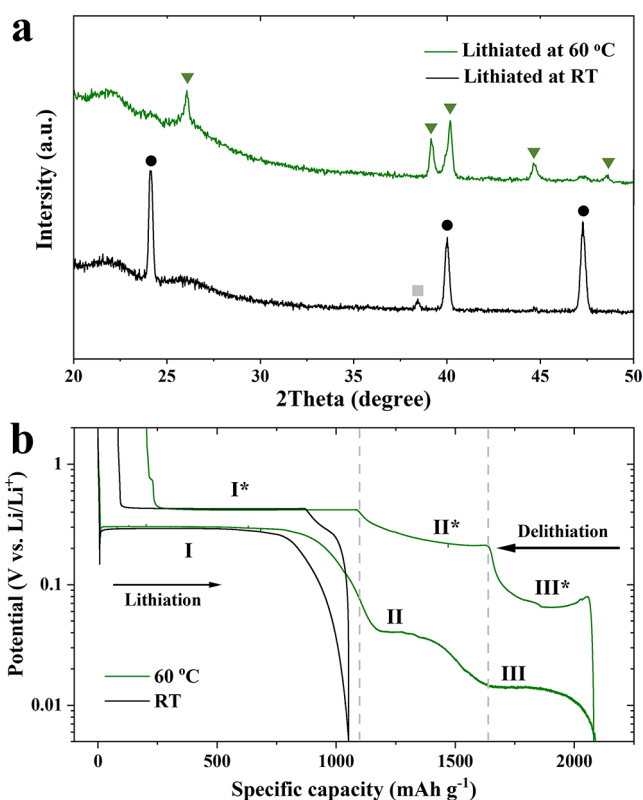 a
Lithiated at 60 °C
Lithiated at RT
Intersity (a.u.)
20 25 30 35 40 45 50
2Theta (degree)
b
1
0.1
0.01
Potential (V vs. Li/Li⁺)
I*
II*
Delithiation
I
III*
Lithiation
II
III
60 °C
RT
0 500 1000 1500 2000
Specific capacity (mAh g⁻¹)